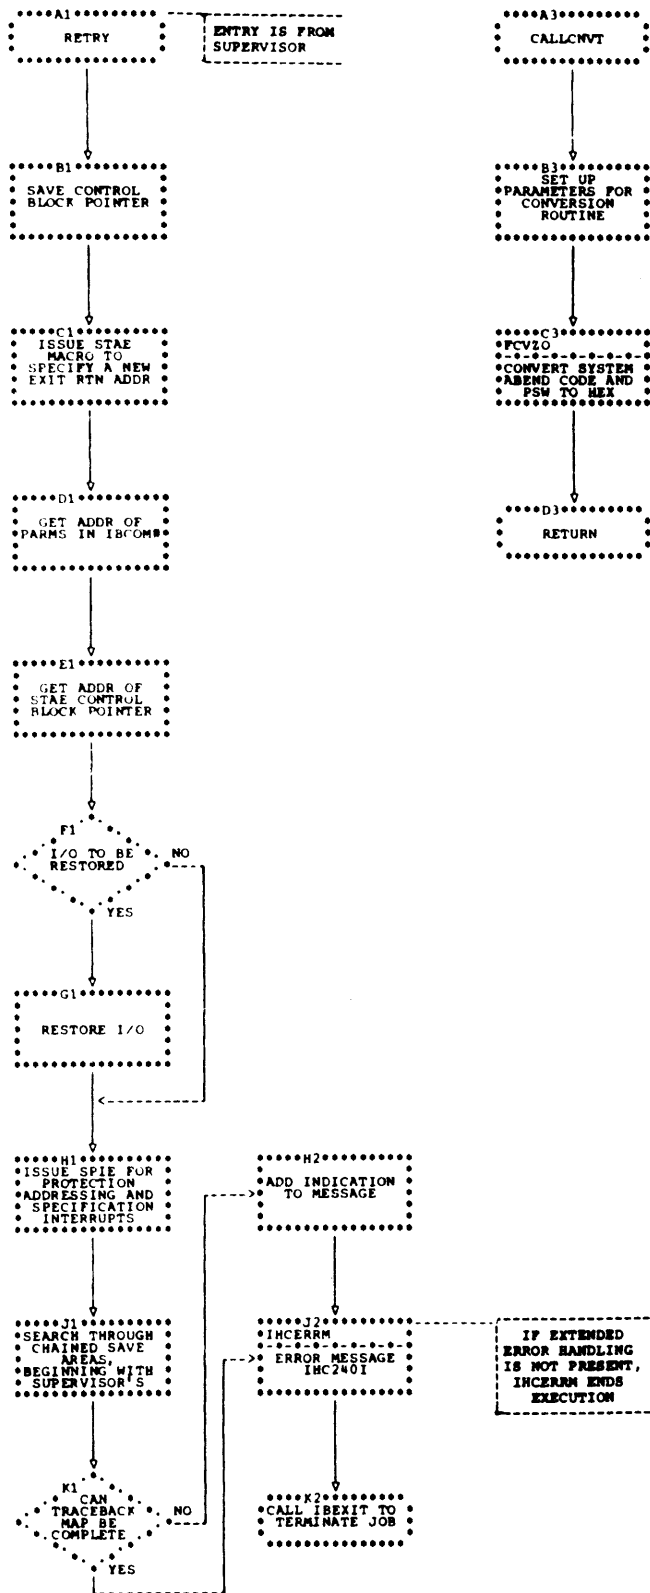 A1
RETRY
ENTRY IS FROM
SUPERVISOR
B1
SAVE CONTROL
BLOCK POINTER
C1
ISSUE STAE
MACRO TO
SPECIFY A NEW
EXIT RTN ADDR
D1
GET ADDR OF
PARMS IN IBCOM#
E1
GET ADDR OF
STAE CONTROL
BLOCK POINTER
F1
I/O TO BE
RESTORED
NO
YES
G1
RESTORE I/O
H1
ISSUE SPIE FOR
PROTECTION
ADDRESSING AND
SPECIFICATION
INTERRUPTS
J1
SEARCH THROUGH
CHAINED SAVE
AREAS,
BEGINNING WITH
SUPERVISOR'S
K1
CAN
TRACEBACK
MAP BE
COMPLETE
NO
YES
H2
ADD INDICATION
TO MESSAGE
J2
IHCERRM
ERROR MESSAGE
IHC240I
IF EXTENDED
ERROR HANDLING
IS NOT PRESENT,
IHCERRM ENDS
EXECUTION
K2
CALL IBEXIT TO
TERMINATE JOB
A3
CALLCNVT
B3
SET UP
PARAMETERS FOR
CONVERSION
ROUTINE
C3
FCVZO
CONVERT SYSTEM
ABEND CODE AND
PSW TO HEX
D3
RETURN